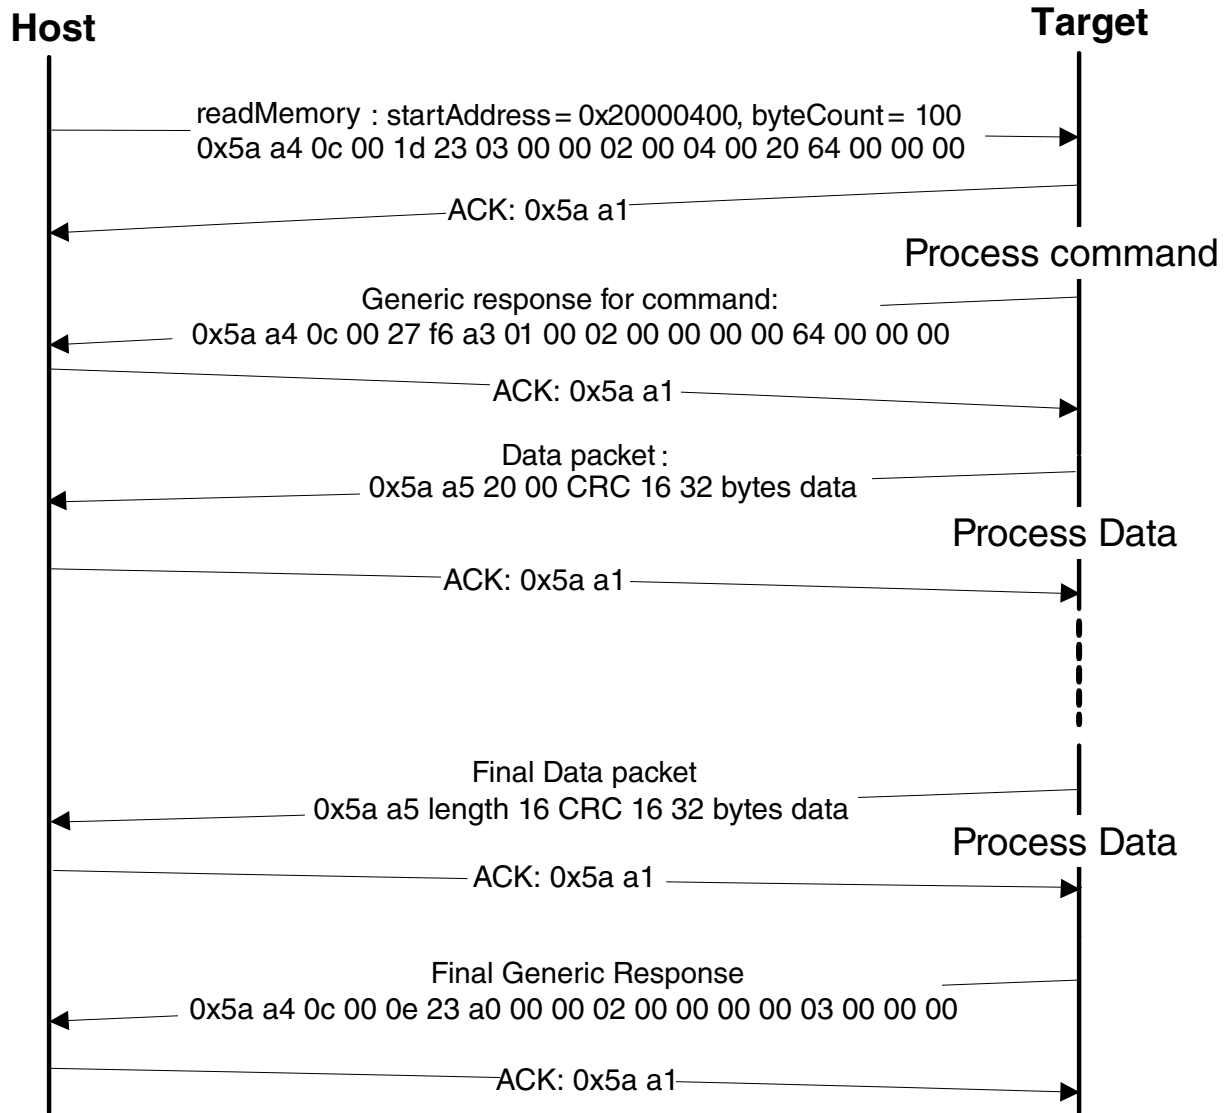 Host
Target
readMemory : startAddress = 0x20000400, byteCount = 100
0x5a a4 0c 00 1d 23 03 00 00 02 00 04 00 20 64 00 00 00
ACK: 0x5a a1
Process command
Generic response for command:
0x5a a4 0c 00 27 f6 a3 01 00 02 00 00 00 00 64 00 00 00
ACK: 0x5a a1
Data packet :
0x5a a5 20 00 CRC 16 32 bytes data
Process Data
ACK: 0x5a a1
Final Data packet
0x5a a5 length 16 CRC 16 32 bytes data
Process Data
ACK: 0x5a a1
Final Generic Response
0x5a a4 0c 00 0e 23 a0 00 00 02 00 00 00 00 03 00 00 00
ACK: 0x5a a1